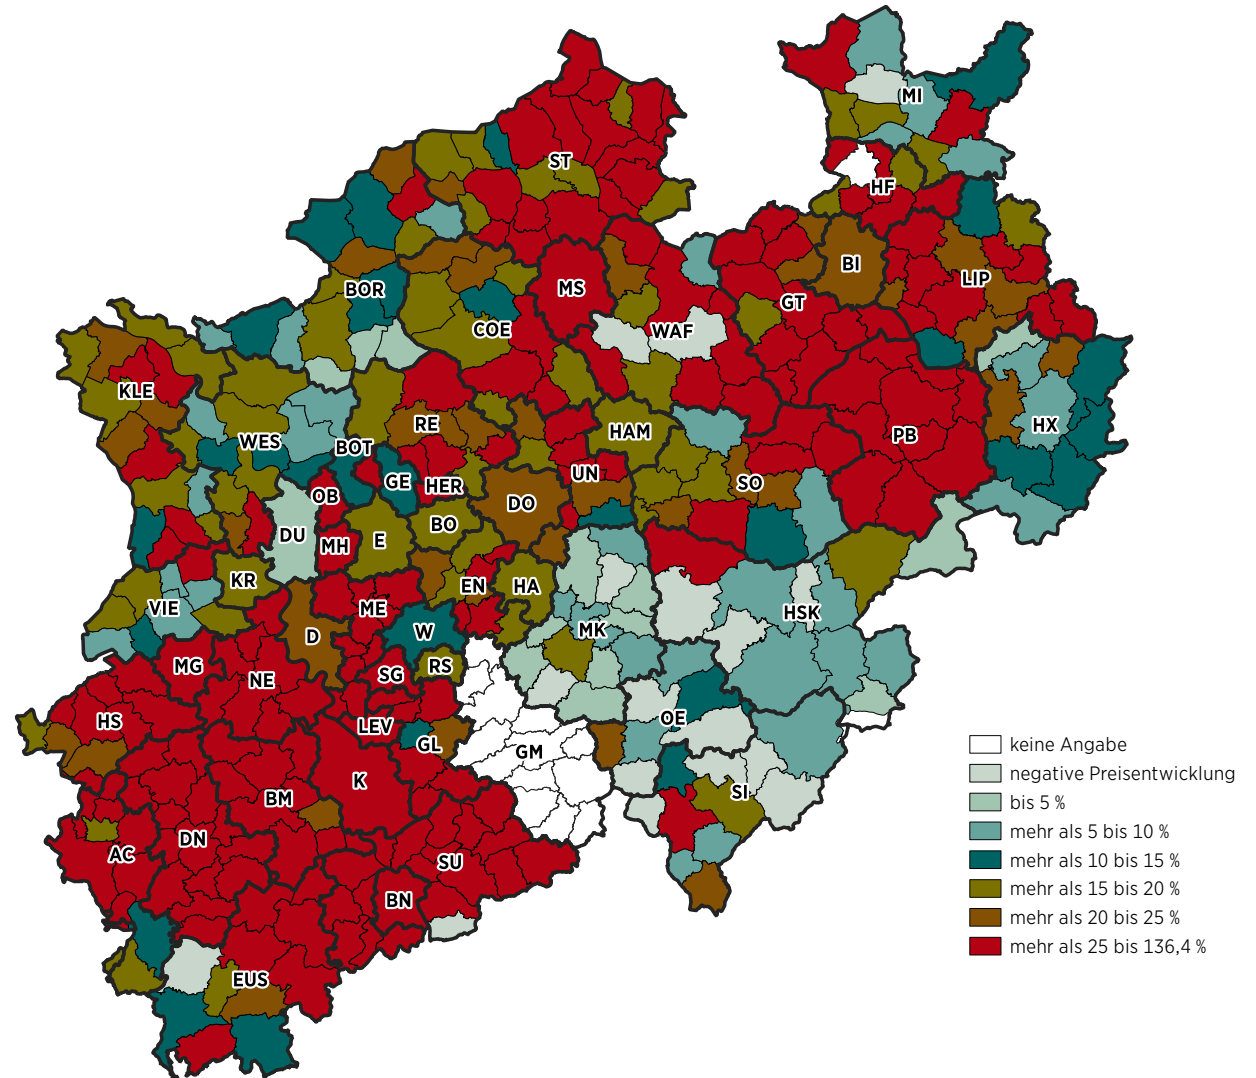 MI
ST
HF
BI
LIP
BOR
MS
GT
COE
WAF
KLE
RE
HAM
HX
WES
PB
BOT
UN
SO
GE
HER
OB
DO
BO
DU
MH
E
KR
EN
HA
VIE
ME
HSK
D
W
MK
MG
SG
RS
NE
HS
LEV
OE
GL
GM
K
BM
SI
DN
AC
SU
BN
EUS
keine Angabe
negative Preisentwicklung
bis 5 %
mehr als 5 bis 10 %
mehr als 10 bis 15 %
mehr als 15 bis 20 %
mehr als 20 bis 25 %
mehr als 25 bis 136,4 %